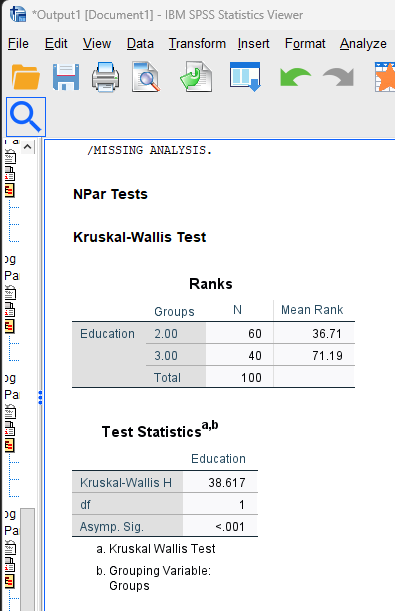 *Output1 [Document1] - IBM SPSS Statistics Viewer
File Edit View Data Transform Insert Format Analyze
/MISSING ANALYSIS.
NPar Tests
Kruskal-Wallis Test
Ranks
Groups N Mean Rank
Education 2.00 60 36.71
3.00 40 71.19
Total 100
Test Statistics a,b
Education
Kruskal-Wallis H 38.617
df 1
Asymp. Sig. <.001
a. Kruskal Wallis Test
b. Grouping Variable:
Groups
og
Pa
og
Pa
og
Pa